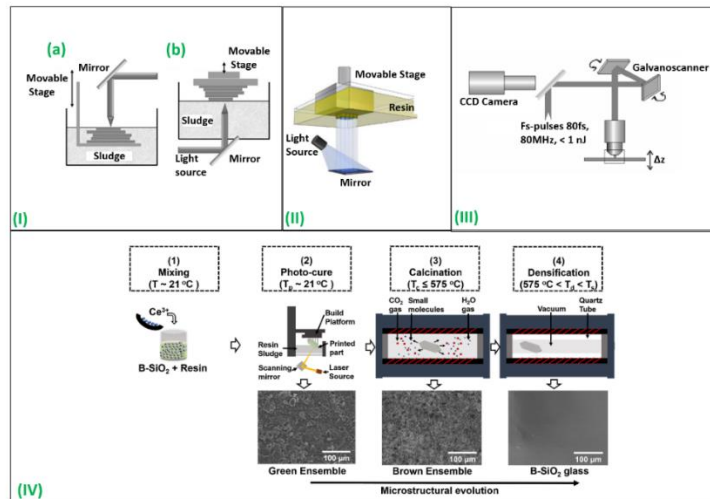 (a)
(b)
Movable
Stage
Mirror
Sludge
Movable
Stage
Sludge
Light
source
Mirror
(I)
Movable Stage
Resin
Light
Source
Mirror
(II)
Galvanoscanner
CCD Camera
Fs-pulses 80fs,
80MHz, < 1 nJ
Δz
(III)
(1)
Mixing
(T ~ 21 °C)
(2)
Photo-cure
(Tp ~ 21 °C)
(3)
Calcination
(Tc ≤ 575 °C)
(4)
Densification
(575 °C < Td < Ts)
Ce³⁺
B-SiO₂ + Resin
Build
Platform
Resin
Sludge
Printed
part
Scanning
mirror
Laser
Source
CO₂
gas
Small
molecules
H₂O
gas
Vacuum
Quartz
Tube
100 μm
100 μm
100 μm
Green Ensemble
Brown Ensemble
B-SiO₂ glass
Microstructural evolution
(IV)